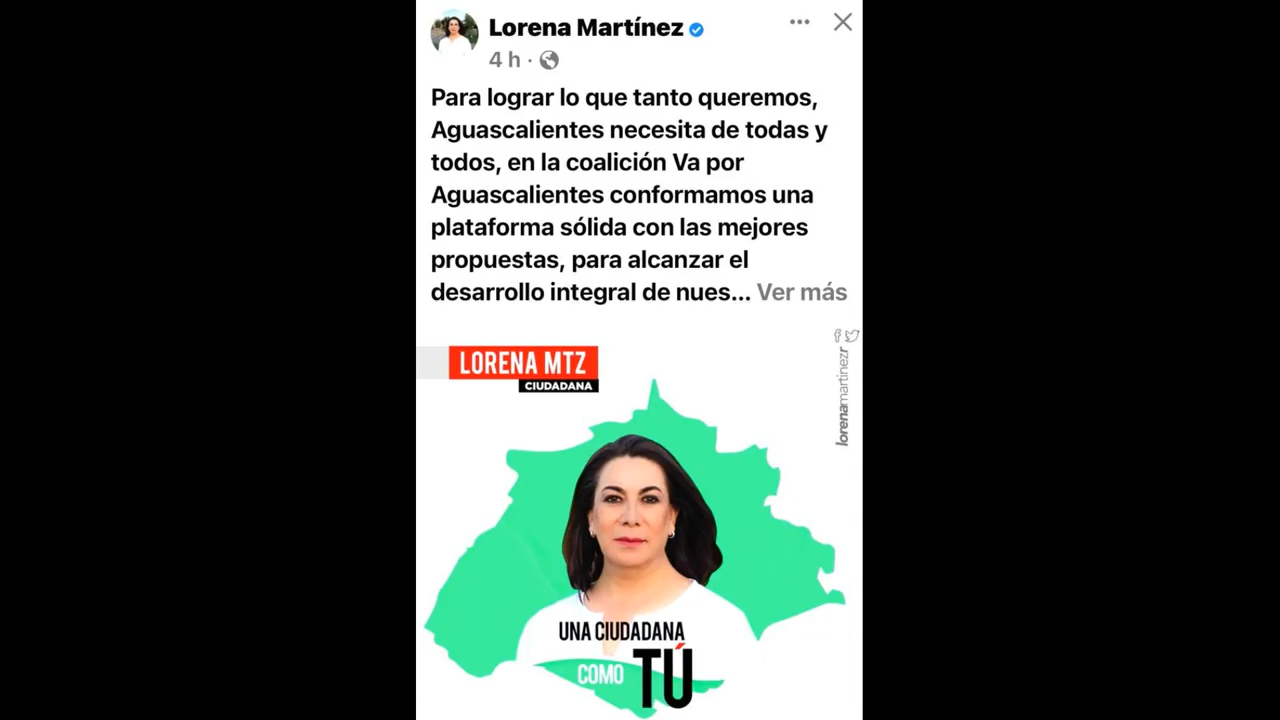 Lorena Martínez
4 h ·
Para lograr lo que tanto queremos,
Aguascalientes necesita de todas y
todos, en la coalición Va por
Aguascalientes conformamos una
plataforma sólida con las mejores
propuestas, para alcanzar el
desarrollo integral de nues... Ver más
LORENA MTZ
CIUDADANA
lorenamartinezr
UNA CIUDADANA
COMO TÚ